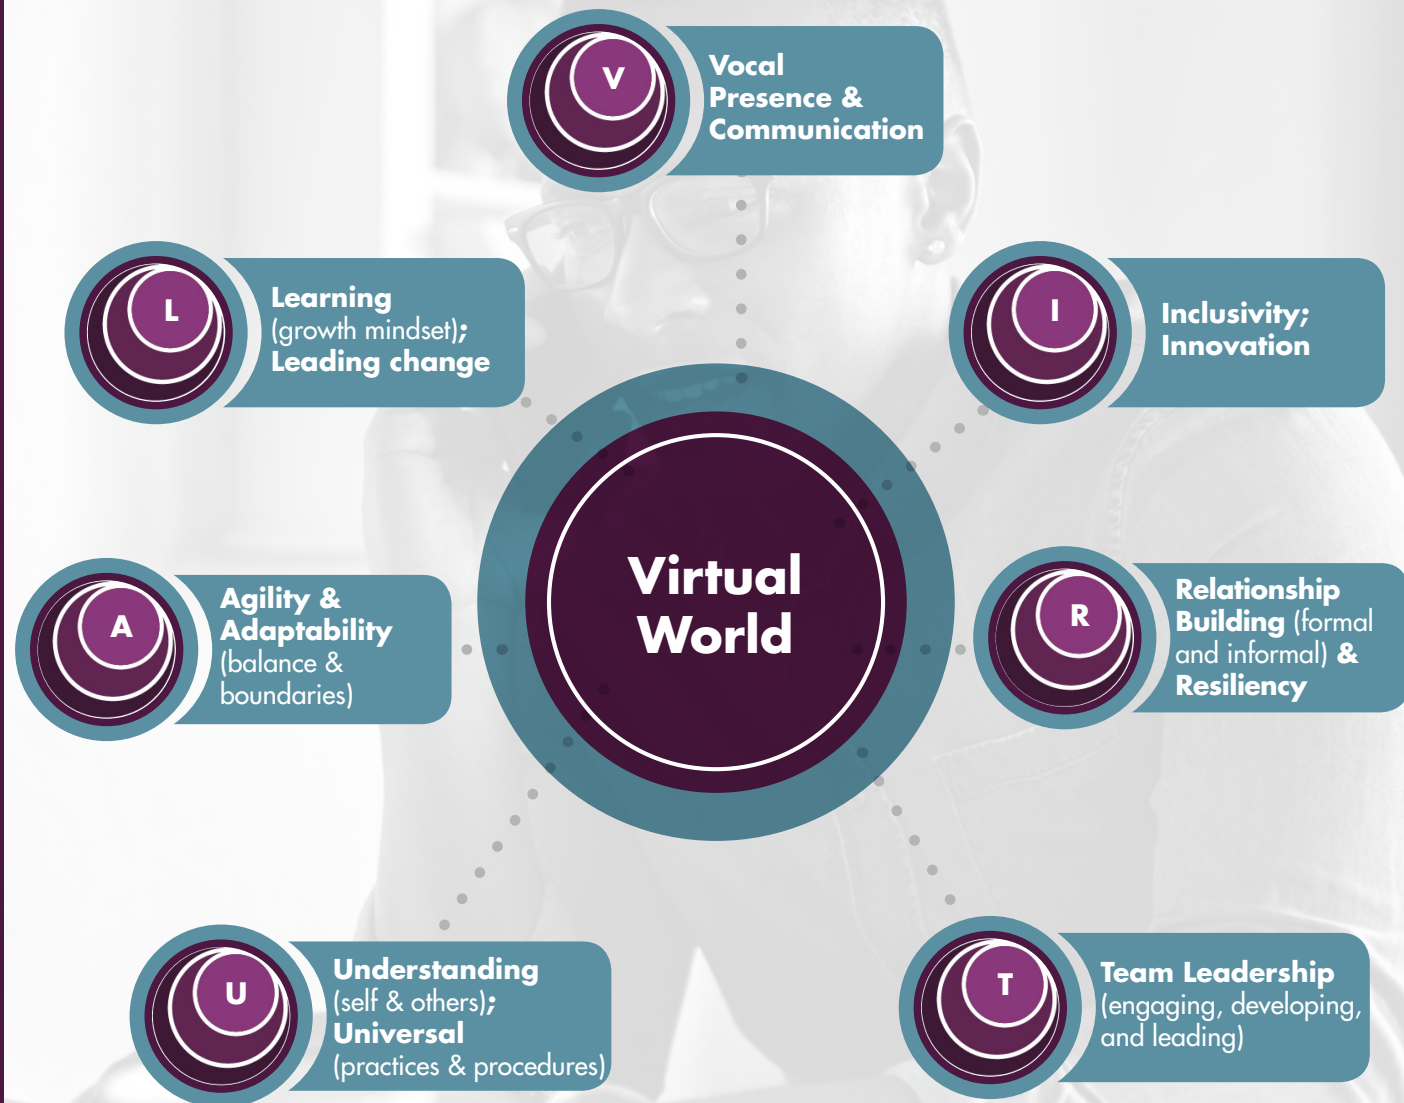 V
Vocal
Presence &
Communication
I
Inclusivity;
Innovation
R
Relationship
Building (formal
and informal) &
Resiliency
T
Team Leadership
(engaging, developing,
and leading)
U
Understanding
(self & others);
Universal
(practices & procedures)
A
Agility &
Adaptability
(balance &
boundaries)
L
Learning
(growth mindset);
Leading change
Virtual
World